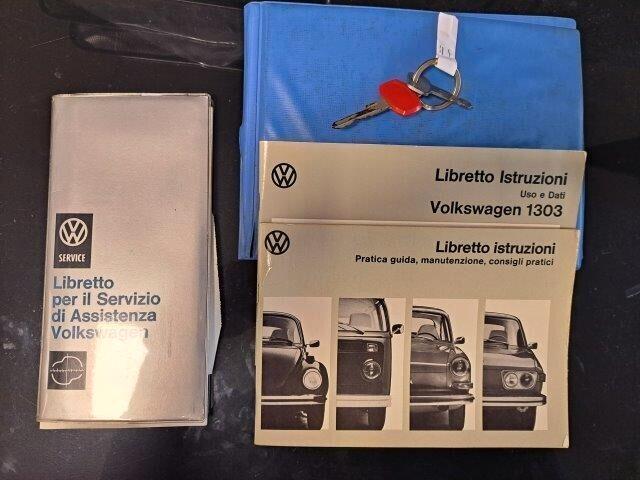 SERVICE
Libretto
per il Servizio
di Assistenza
Volkswagen
Libretto Istruzioni
Uso e Dati
Volkswagen 1303
Libretto istruzioni
Pratica guida, manutenzione, consigli pratici